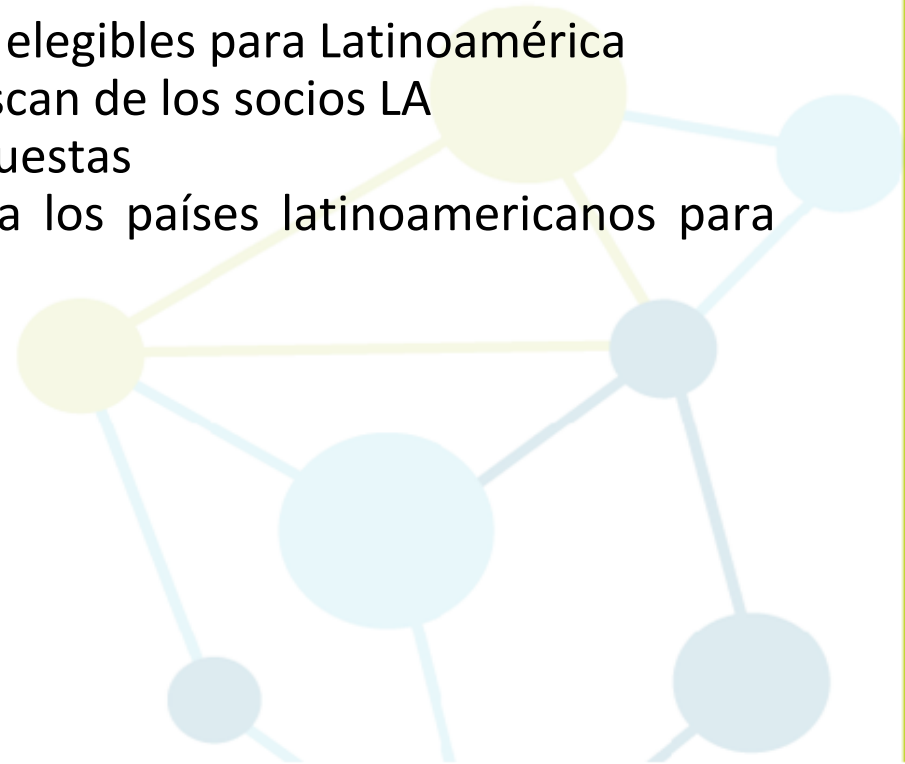 elegibles para Latinoamérica
scan de los socios LA
uestas
a los países latinoamericanos para